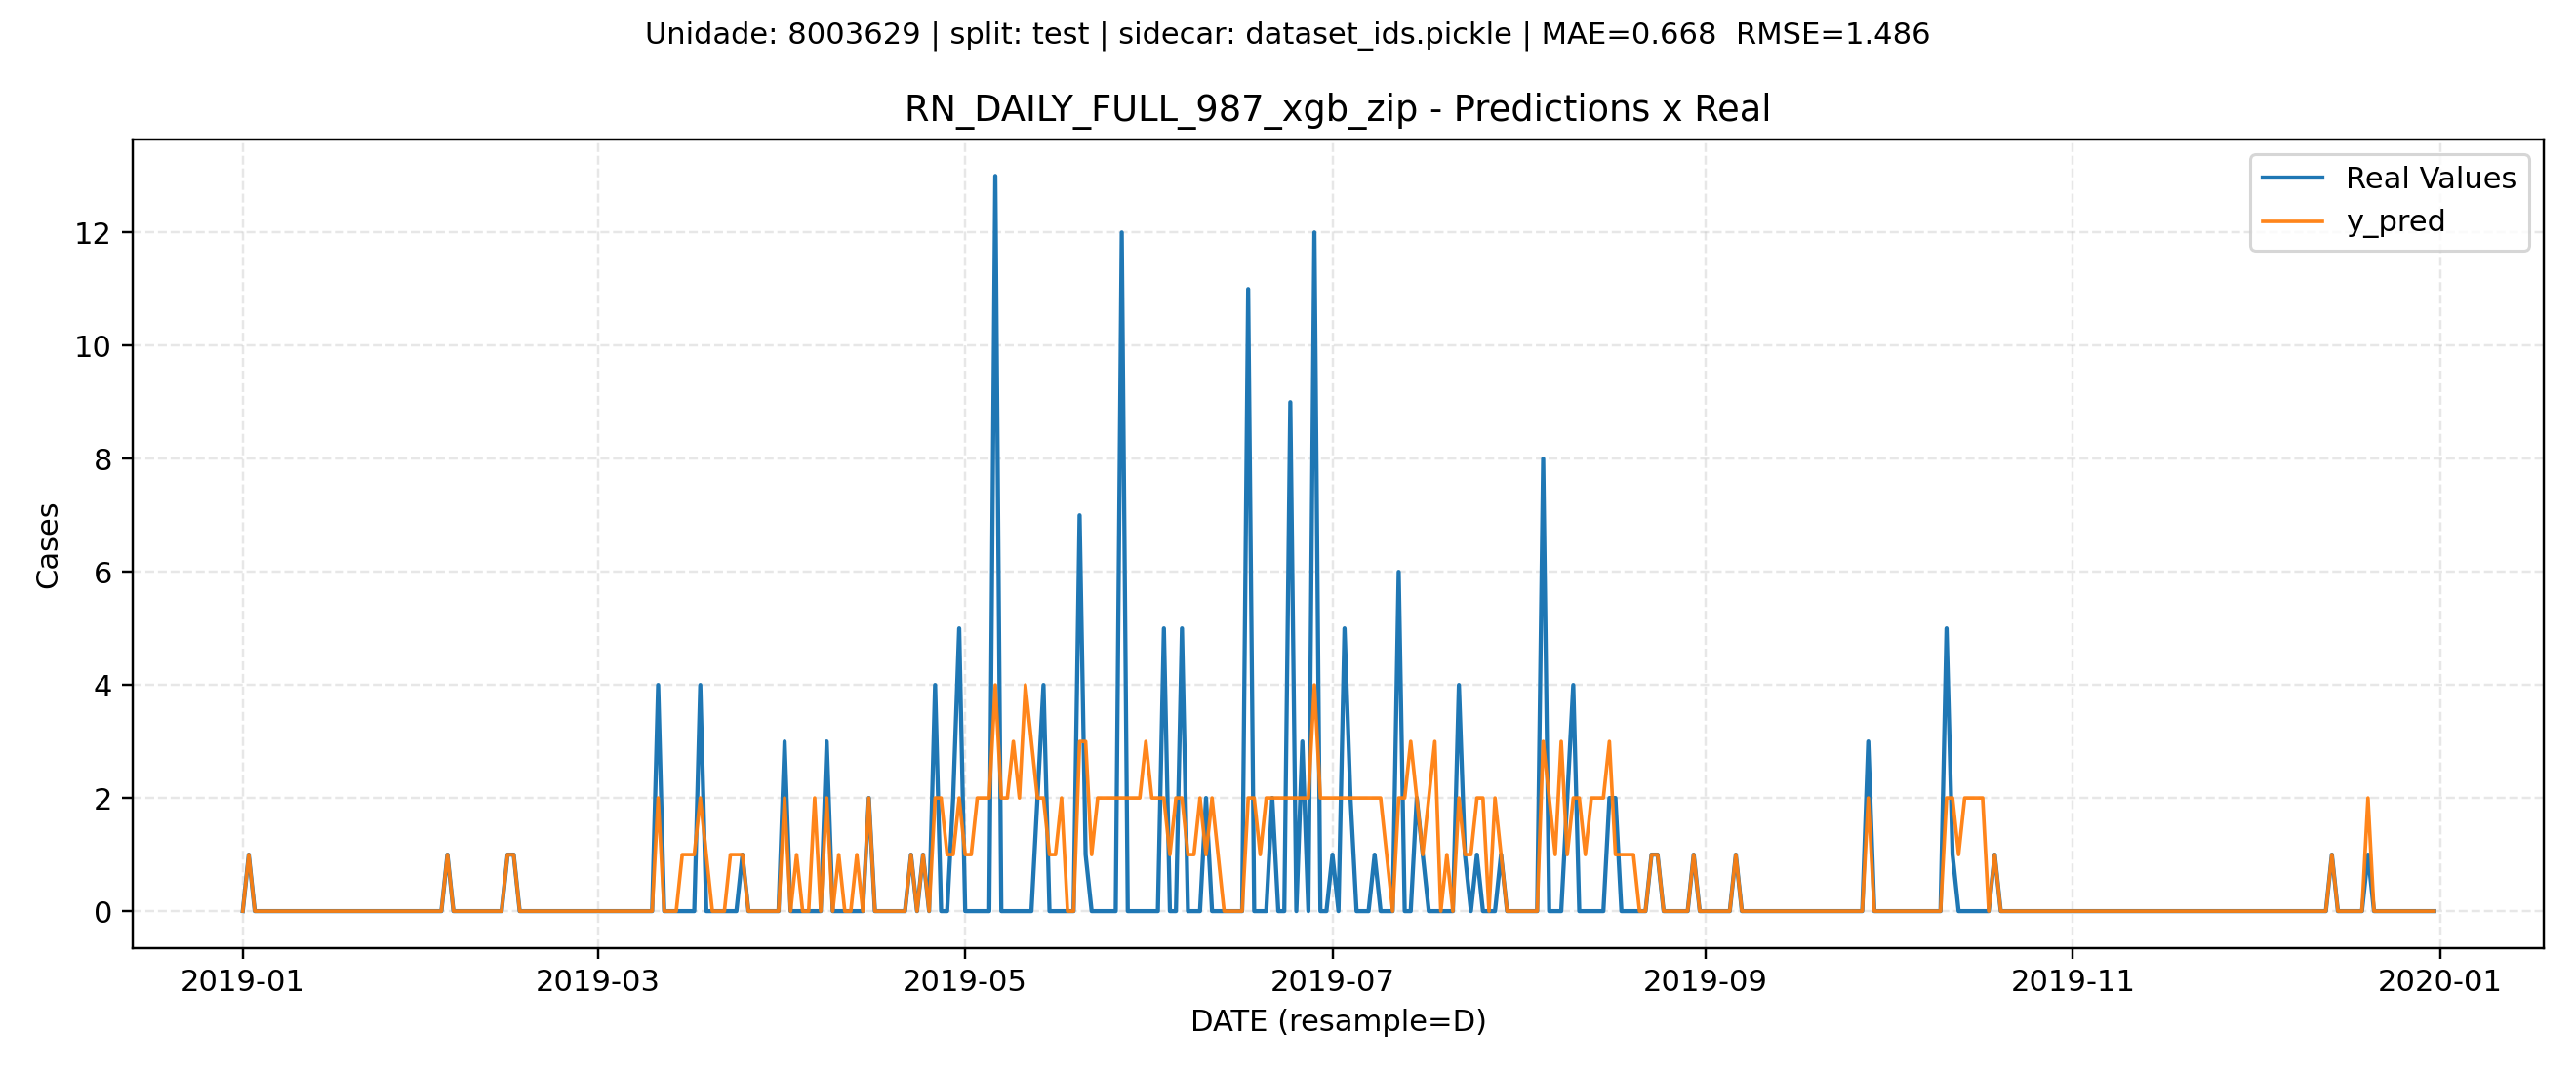 Unidade: 8003629 | split: test | sidecar: dataset_ids.pickle | MAE=0.668  RMSE=1.486
RN_DAILY_FULL_987_xgb_zip - Predictions x Real
Real Values
y_pred
12
10
8
6
4
2
0
Cases
2019-01
2019-03
2019-05
2019-07
2019-09
2019-11
2020-01
DATE (resample=D)